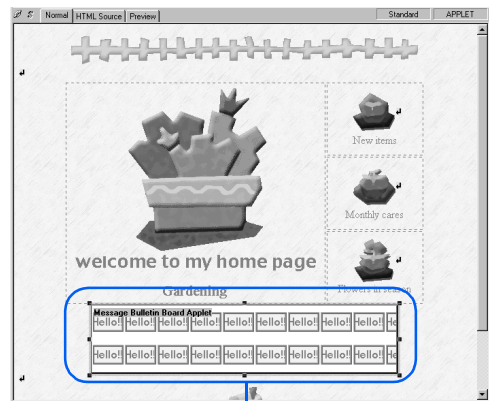 Normal HTML Source Preview Standard APPLET
New items
Monthly cares
welcome to my home page
Gardening
Flowers in season
Message Bulletin Board Applet
Hello!! Hello!! Hello!! Hello!! Hello!! Hello!! Hello!! Hello!! Hello!! He
Hello!! Hello!! Hello!! Hello!! Hello!! Hello!! Hello!! Hello!! Hello!! He